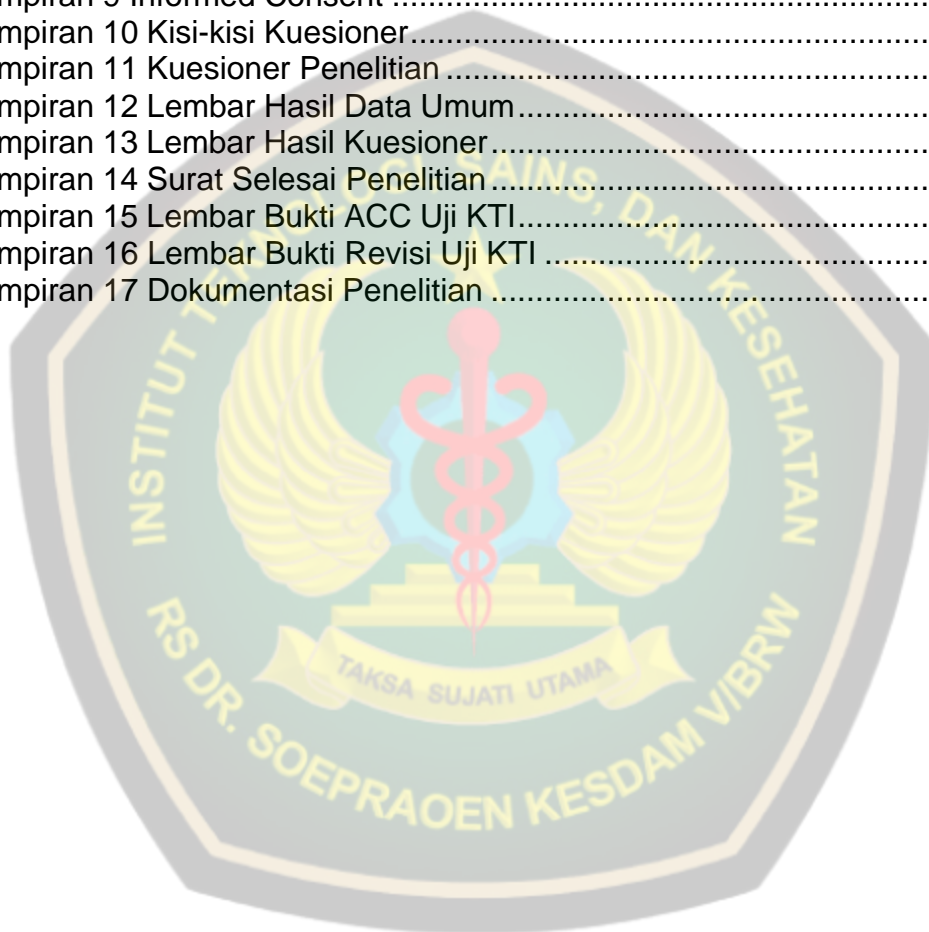 mpiran 9 Informed Consent ..............................................................
mpiran 10 Kisi-kisi Kuesioner..............................................................
mpiran 11 Kuesioner Penelitian ..............................................................
mpiran 12 Lembar Hasil Data Umum..............................................................
mpiran 13 Lembar Hasil Kuesioner..............................................................
mpiran 14 Surat Selesai Penelitian ..............................................................
mpiran 15 Lembar Bukti ACC Uji KTI..............................................................
mpiran 16 Lembar Bukti Revisi Uji KTI ..............................................................
mpiran 17 Dokumentasi Penelitian ..............................................................
INSTITUT TEKNOLOGI, SAINS, DAN KESEHATAN
TAKSA SUJATI UTAMA
RS DR. SOEPRAOEN KESDAM V/BRW